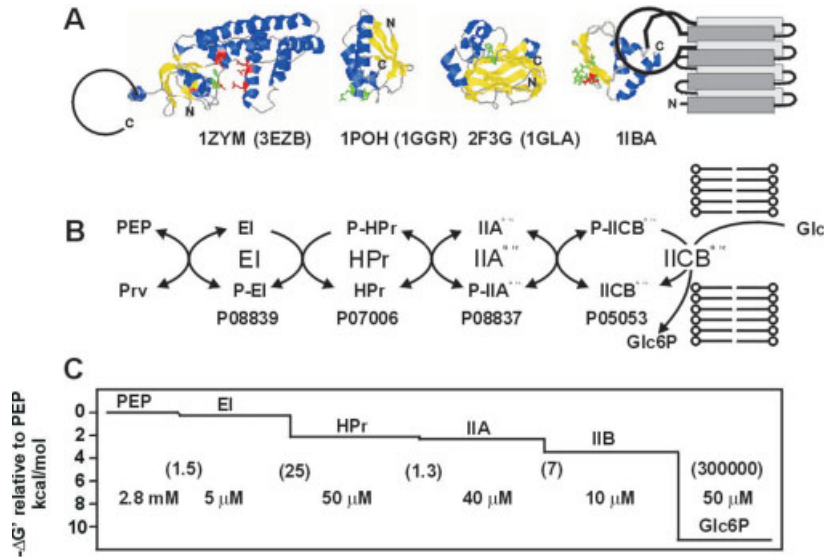 A
N
C
N
C
C
N
C
N
1ZYM (3EZB) 1POH (1GGR) 2F3G (1GLA) 1IBA
B
PEP EI P-HPr IIA P-IICB Glc
EI HPr IIA IICB
Prv P-EI HPr P-IIA IICB
P08839 P07006 P08837 P05053
Glc6P
C
-ΔG' relative to PEP
kcal/mol
0
2
4
6
8
10
PEP EI HPr IIA IIB
(1.5) (25) (1.3) (7) (300000)
2.8 mM 5 μM 50 μM 40 μM 10 μM 50 μM
Glc6P